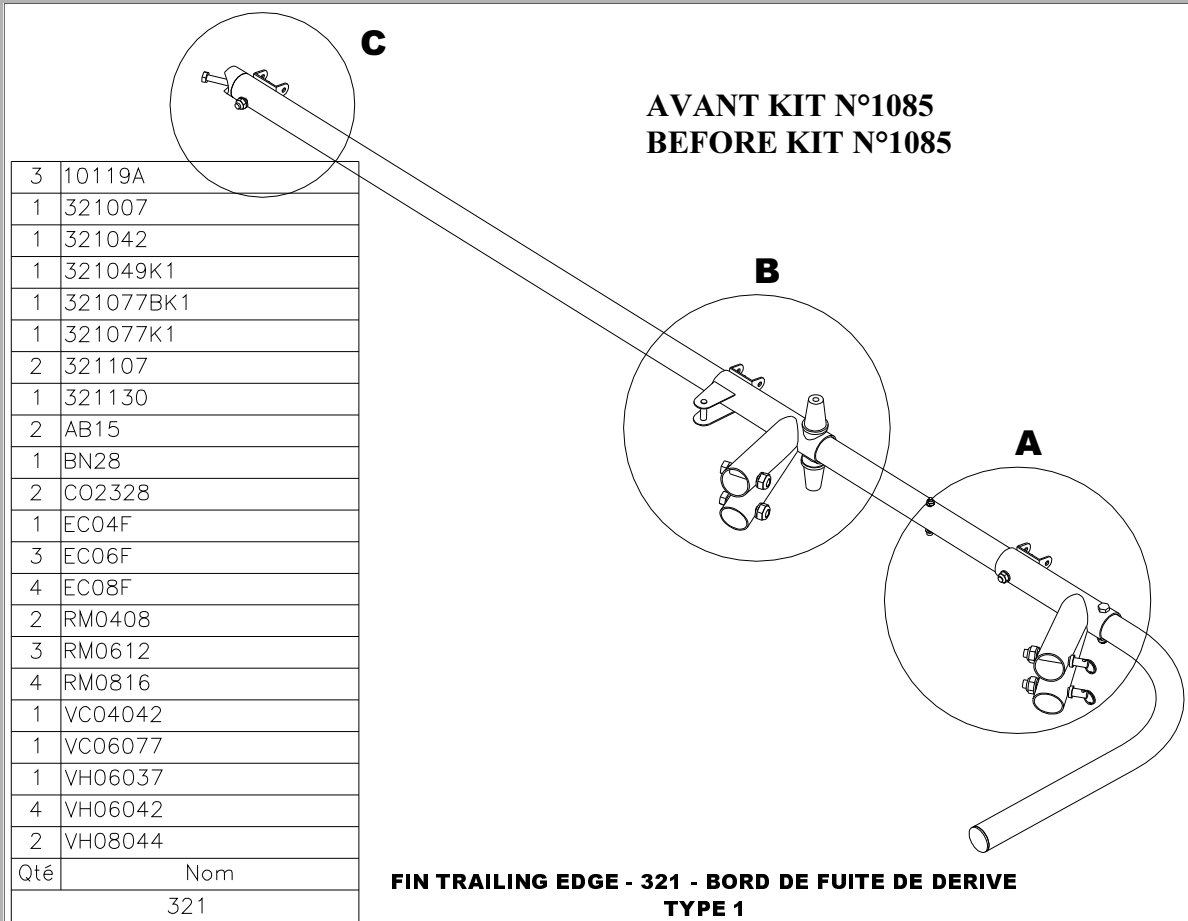 C
AVANT KIT N°1085
BEFORE KIT N°1085
3 10119A
1 321007
1 321042
1 321049K1
1 321077BK1
1 321077K1
2 321107
1 321130
2 AB15
1 BN28
2 CO2328
1 EC04F
3 EC06F
4 EC08F
2 RM0408
3 RM0612
4 RM0816
1 VC04042
1 VC06077
1 VH06037
4 VH06042
2 VH08044
Qté Nom
321
B
A
FIN TRAILING EDGE - 321 - BORD DE FUITE DE DERIVE
TYPE 1